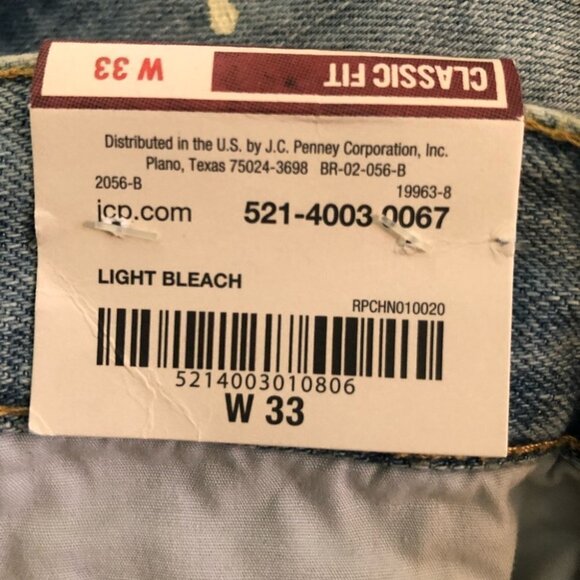 W 33 CLASSIC FIT
Distributed in the U.S. by J.C. Penney Corporation, Inc.
Plano, Texas 75024-3698 BR-02-056-B
2056-B 19963-8
jcp.com 521-4003 0067
LIGHT BLEACH
RPCHN010020
5214003010806
W 33